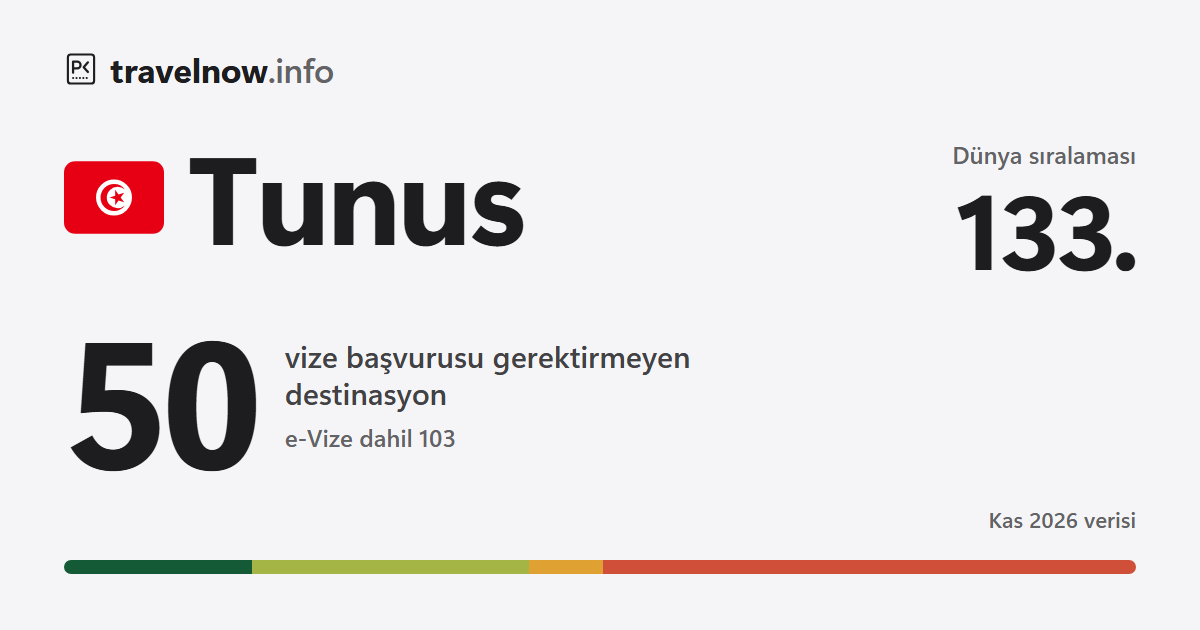 travelnow.info
Tunus
Dünya sıralaması
133.
50
vize başvurusu gerektirmeyen
destinasyon
e-Vize dahil 103
Kas 2026 verisi